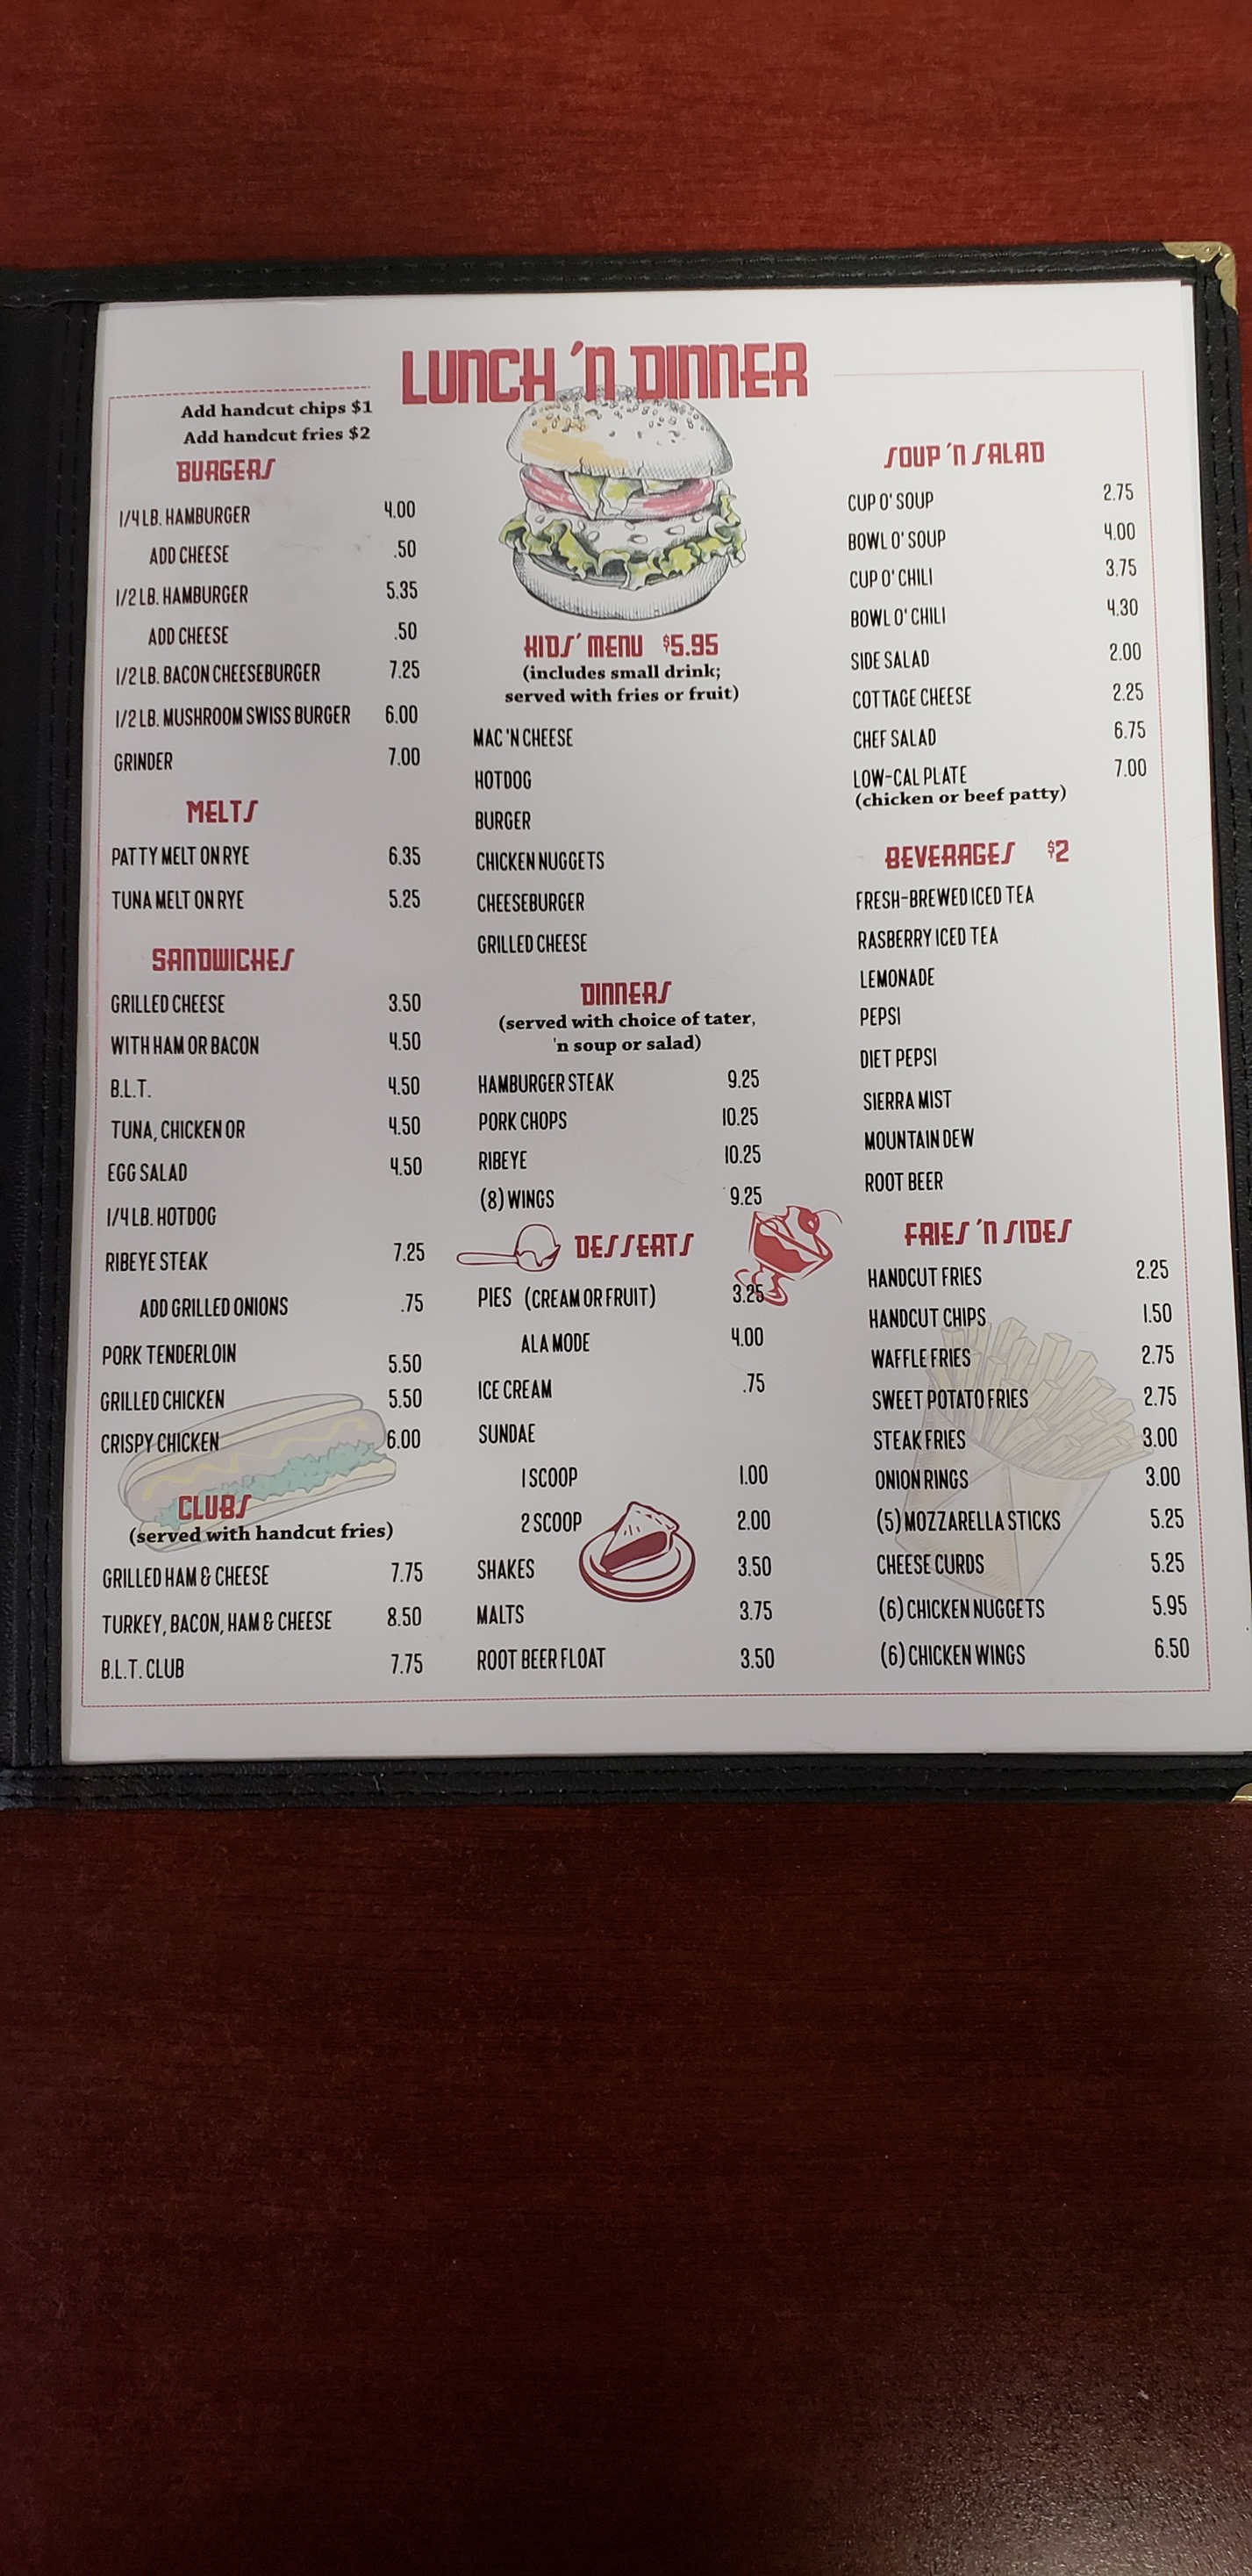 LUNCH 'N DINNER
Add handcut chips $1
Add handcut fries $2
BURGERS
1/4 LB. HAMBURGER 4.00
ADD CHEESE .50
1/2 LB. HAMBURGER 5.35
ADD CHEESE .50
1/2 LB. BACON CHEESEBURGER 7.25
1/2 LB. MUSHROOM SWISS BURGER 6.00
GRINDER 7.00
MELTS
PATTY MELT ON RYE 6.35
TUNA MELT ON RYE 5.25
SANDWICHES
GRILLED CHEESE 3.50
WITH HAM OR BACON 4.50
B.L.T. 4.50
TUNA, CHICKEN OR 4.50
EGG SALAD 4.50
1/4 LB. HOTDOG
RIBEYE STEAK 7.25
ADD GRILLED ONIONS .75
PORK TENDERLOIN 5.50
GRILLED CHICKEN 5.50
CRISPY CHICKEN 6.00
CLUBS
(served with handcut fries)
GRILLED HAM & CHEESE 7.75
TURKEY, BACON, HAM & CHEESE 8.50
B.L.T. CLUB 7.75
KIDS' MENU $5.95
(includes small drink;
served with fries or fruit)
MAC 'N CHEESE
HOTDOG
BURGER
CHICKEN NUGGETS
CHEESEBURGER
GRILLED CHEESE
DINNERS
(served with choice of tater,
'n soup or salad)
HAMBURGER STEAK 9.25
PORK CHOPS 10.25
RIBEYE 10.25
(8) WINGS 9.25
DESSERTS
PIES (CREAM OR FRUIT) 3.25
ALA MODE 4.00
ICE CREAM .75
SUNDAE
1 SCOOP 1.00
2 SCOOP 2.00
SHAKES 3.50
MALTS 3.75
ROOT BEER FLOAT 3.50
SOUP 'N SALAD
CUP O' SOUP 2.75
BOWL O' SOUP 4.00
CUP O' CHILI 3.75
BOWL O' CHILI 4.30
SIDE SALAD 2.00
COTTAGE CHEESE 2.25
CHEF SALAD 6.75
LOW-CAL PLATE 7.00
(chicken or beef patty)
BEVERAGES $2
FRESH-BREWED ICED TEA
RASBERRY ICED TEA
LEMONADE
PEPSI
DIET PEPSI
SIERRA MIST
MOUNTAIN DEW
ROOT BEER
FRIES 'N SIDES
HANDCUT FRIES 2.25
HANDCUT CHIPS 1.50
WAFFLE FRIES 2.75
SWEET POTATO FRIES 2.75
STEAK FRIES 3.00
ONION RINGS 3.00
(5) MOZZARELLA STICKS 5.25
CHEESE CURDS 5.25
(6) CHICKEN NUGGETS 5.95
(6) CHICKEN WINGS 6.50